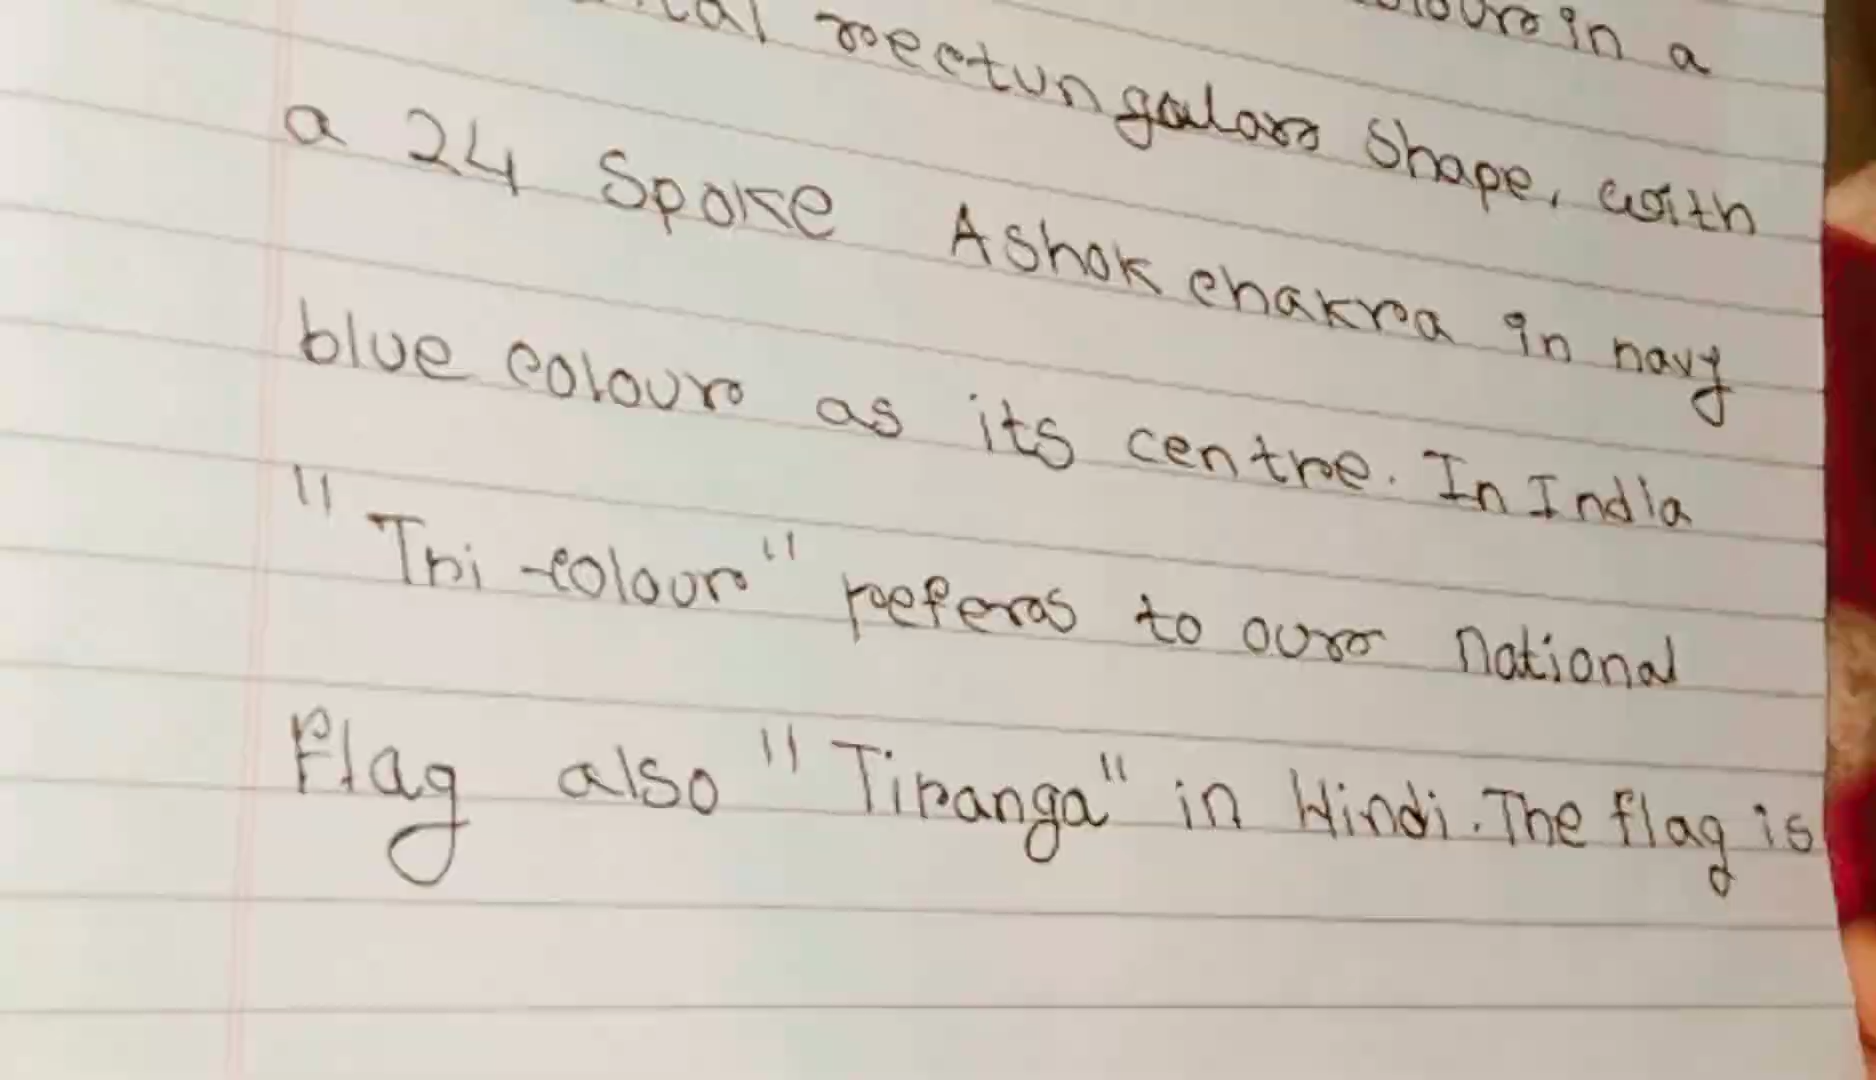 in a
rectungalar Shape, with
a 24 Spoke Ashok chakra in navy
blue colour as its centre. In India
"Tri-colour" refers to our national
Flag also "Tiranga" in Hindi. The flag is